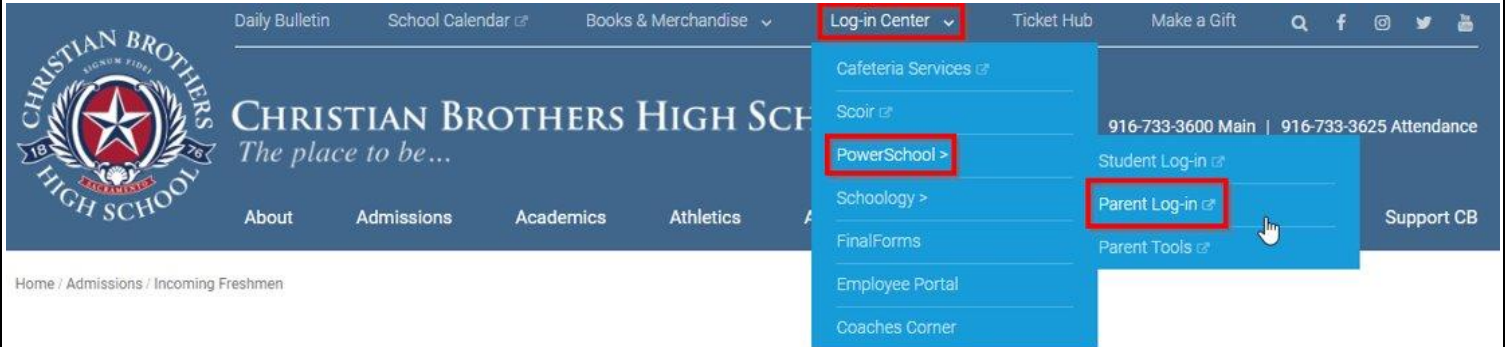 Daily Bulletin School Calendar Books & Merchandise Log-in Center Ticket Hub Make a Gift
CHRISTIAN BROTHERS
SIGNUM FIDEI
1876
SACRAMENTO
HIGH SCHOOL
CHRISTIAN BROTHERS HIGH SCH
The place to be...
916-733-3600 Main | 916-733-3625 Attendance
About Admissions Academics Athletics A Support CB
Cafeteria Services
Scoir
PowerSchool >
Schoology >
FinalForms
Employee Portal
Coaches Corner
Student Log-in
Parent Log-in
Parent Tools
Home / Admissions / Incoming Freshmen